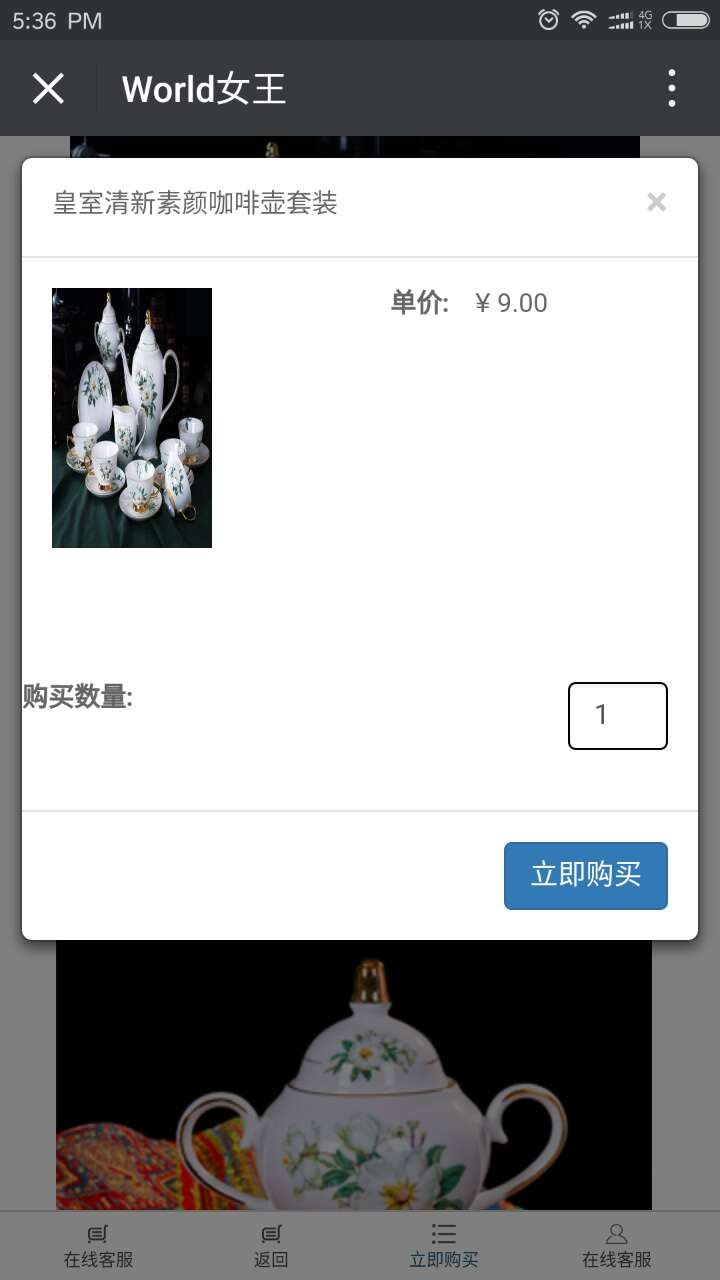 5:36 PM
4G
1X
World女王
皇室清新素颜咖啡壶套装
×
单价: ¥ 9.00
购买数量:
1
立即购买
在线客服
返回
立即购买
在线客服